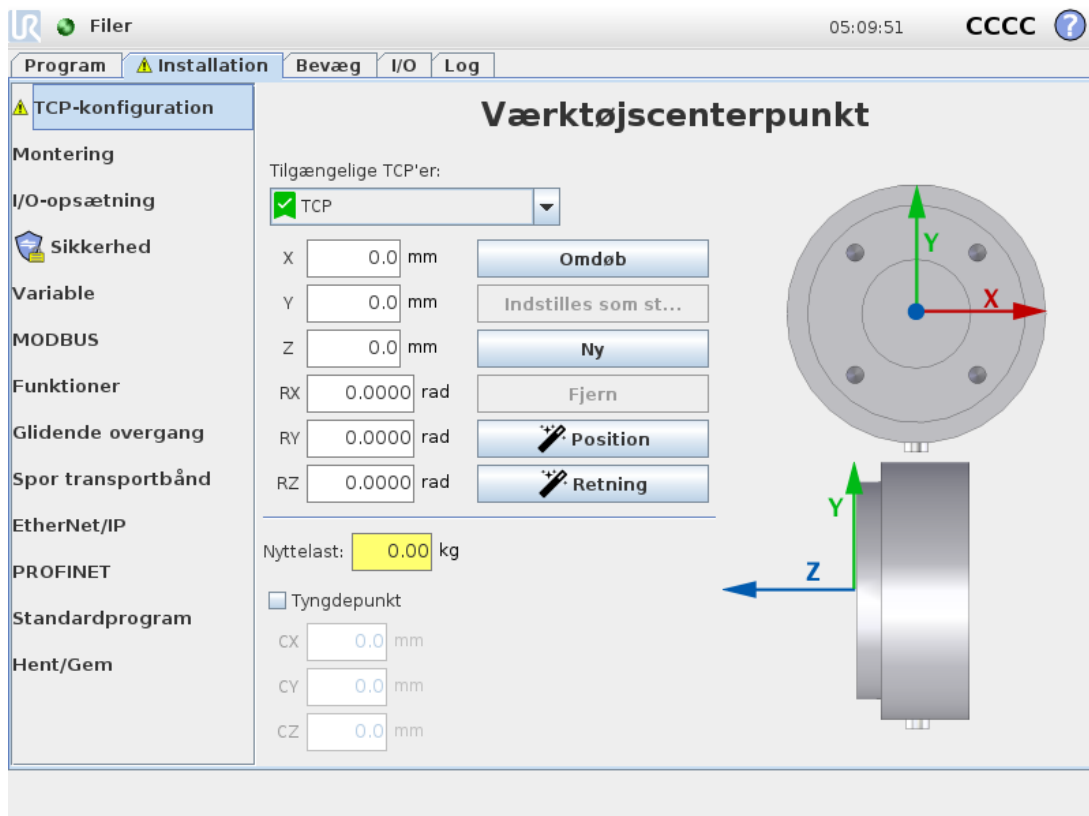 UR Filer 05:09:51 CCCC ?
Program Installation Bevæg I/O Log
TCP-konfiguration
Montering
I/O-opsætning
Sikkerhed
Variable
MODBUS
Funktioner
Glidende overgang
Spor transportbånd
EtherNet/IP
PROFINET
Standardprogram
Hent/Gem
Værktøjscenterpunkt
Tilgængelige TCP'er:
TCP
X 0.0 mm Omdøb
Y 0.0 mm Indstilles som st...
Z 0.0 mm Ny
RX 0.0000 rad Fjern
RY 0.0000 rad Position
RZ 0.0000 rad Retning
Nyttelast: 0.00 kg
Tyngdepunkt
CX 0.0 mm
CY 0.0 mm
CZ 0.0 mm
Y
X
Y
Z